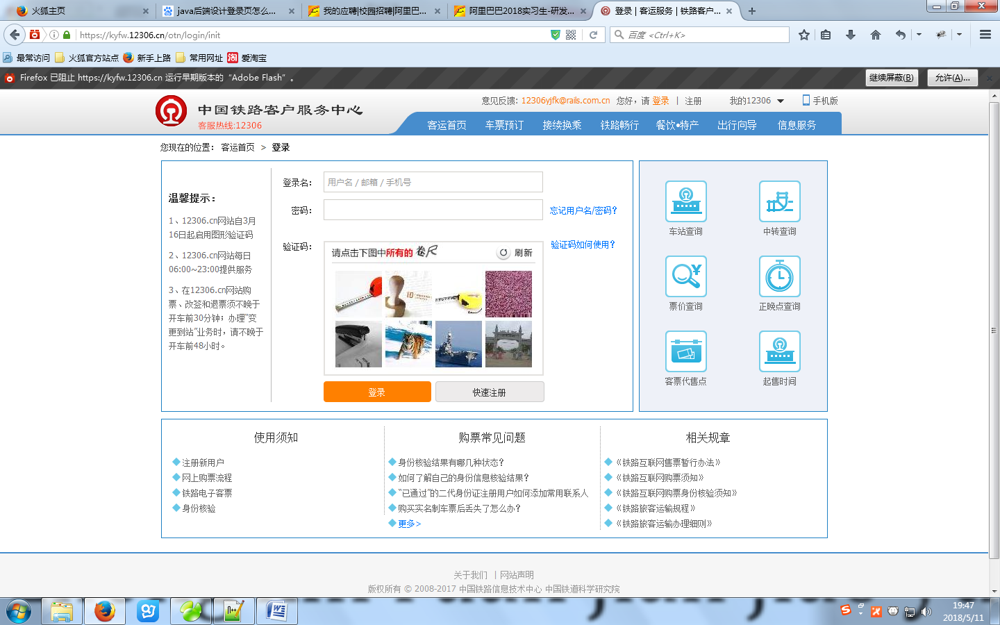 火狐主页
java后端设计登录页怎么...
我的应聘|校园招聘|阿里巴...
阿里巴巴2018实习生-研发...
登录 | 客运服务 | 铁路客户...
https://kyfw.12306.cn/otn/login/init
百度 <Ctrl+K>
最常访问
火狐官方站点
新手上路
常用网址
淘
爱淘宝
Firefox 已阻止 https://kyfw.12306.cn 运行早期版本的“Adobe Flash”。
继续屏蔽(B)
允许(A)...
中国铁路客户服务中心
客服热线:12306
意见反馈: 12306yjfk@rails.com.cn 您好，请 登录 | 注册
我的12306
手机版
客运首页 车票预订 接续换乘 铁路畅行 餐饮•特产 出行向导 信息服务
您现在的位置： 客运首页 > 登录
温馨提示：
1、12306.cn网站自3月
16日起启用图形验证码
2、12306.cn网站每日
06:00~23:00提供服务
3、在12306.cn网站购
票、改签和退票须不晚于
开车前30分钟；办理“变
更到站”业务时，请不晚于
开车前48小时。
登录名：
用户名 / 邮箱 / 手机号
密码：
忘记用户名/密码？
验证码：
请点击下图中所有的 卷尺
刷新
验证码如何使用？
登录
快速注册
车站查询
中转查询
票价查询
正晚点查询
客票代售点
起售时间
使用须知
注册新用户
网上购票流程
铁路电子客票
身份核验
购票常见问题
身份核验结果有哪几种状态？
如何了解自己的身份信息核验结果？
“已通过”的二代身份证注册用户如何添加常用联系人
购买实名制车票后丢失了怎么办？
更多>
相关规章
《铁路互联网售票暂行办法》
《铁路互联网购票须知》
《铁路互联网购票身份核验须知》
《铁路旅客运输规程》
《铁路旅客运输办理细则》
关于我们 | 网站声明
版权所有 © 2008-2017 中国铁路信息技术中心 中国铁道科学研究院
19:47
2018/5/11